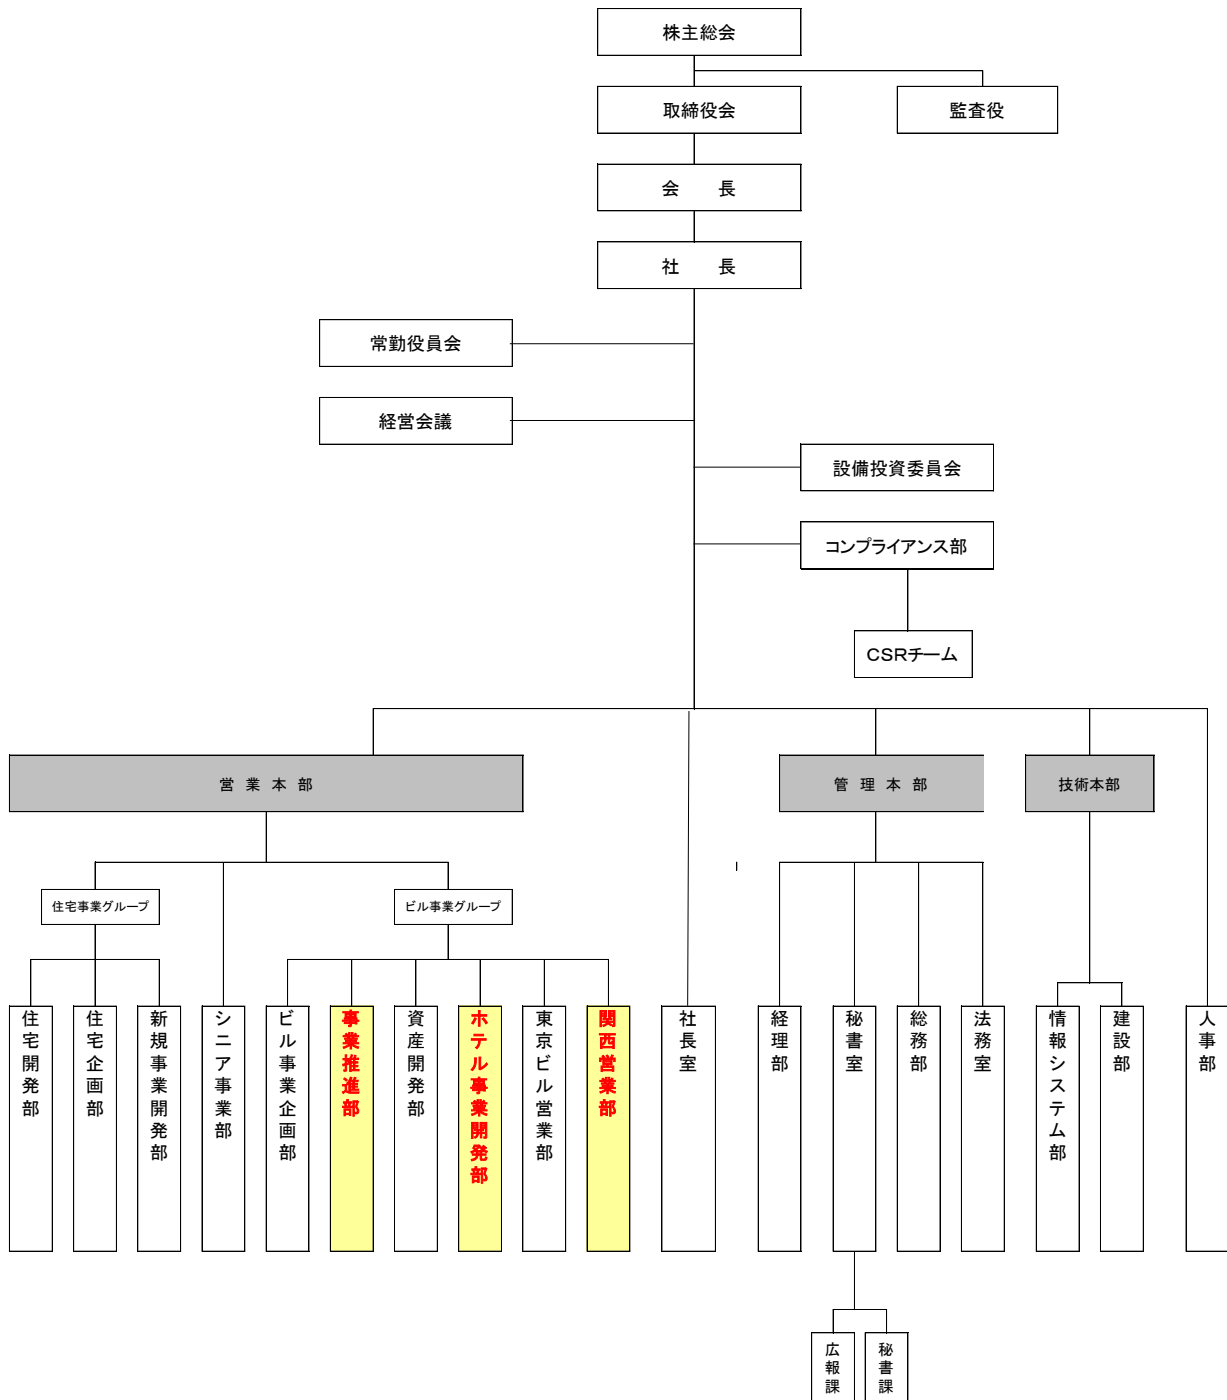 株主総会
取締役会
監査役
会　長
社　長
常勤役員会
経営会議
設備投資委員会
コンプライアンス部
CSRチーム
営業本部
管理本部
技術本部
住宅事業グループ
ビル事業グループ
住宅開発部
住宅企画部
新規事業開発部
シニア事業部
ビル事業企画部
事業推進部
資産開発部
ホテル事業開発部
東京ビル営業部
関西営業部
社長室
経理部
秘書室
総務部
法務室
情報システム部
建設部
人事部
広報課
秘書課